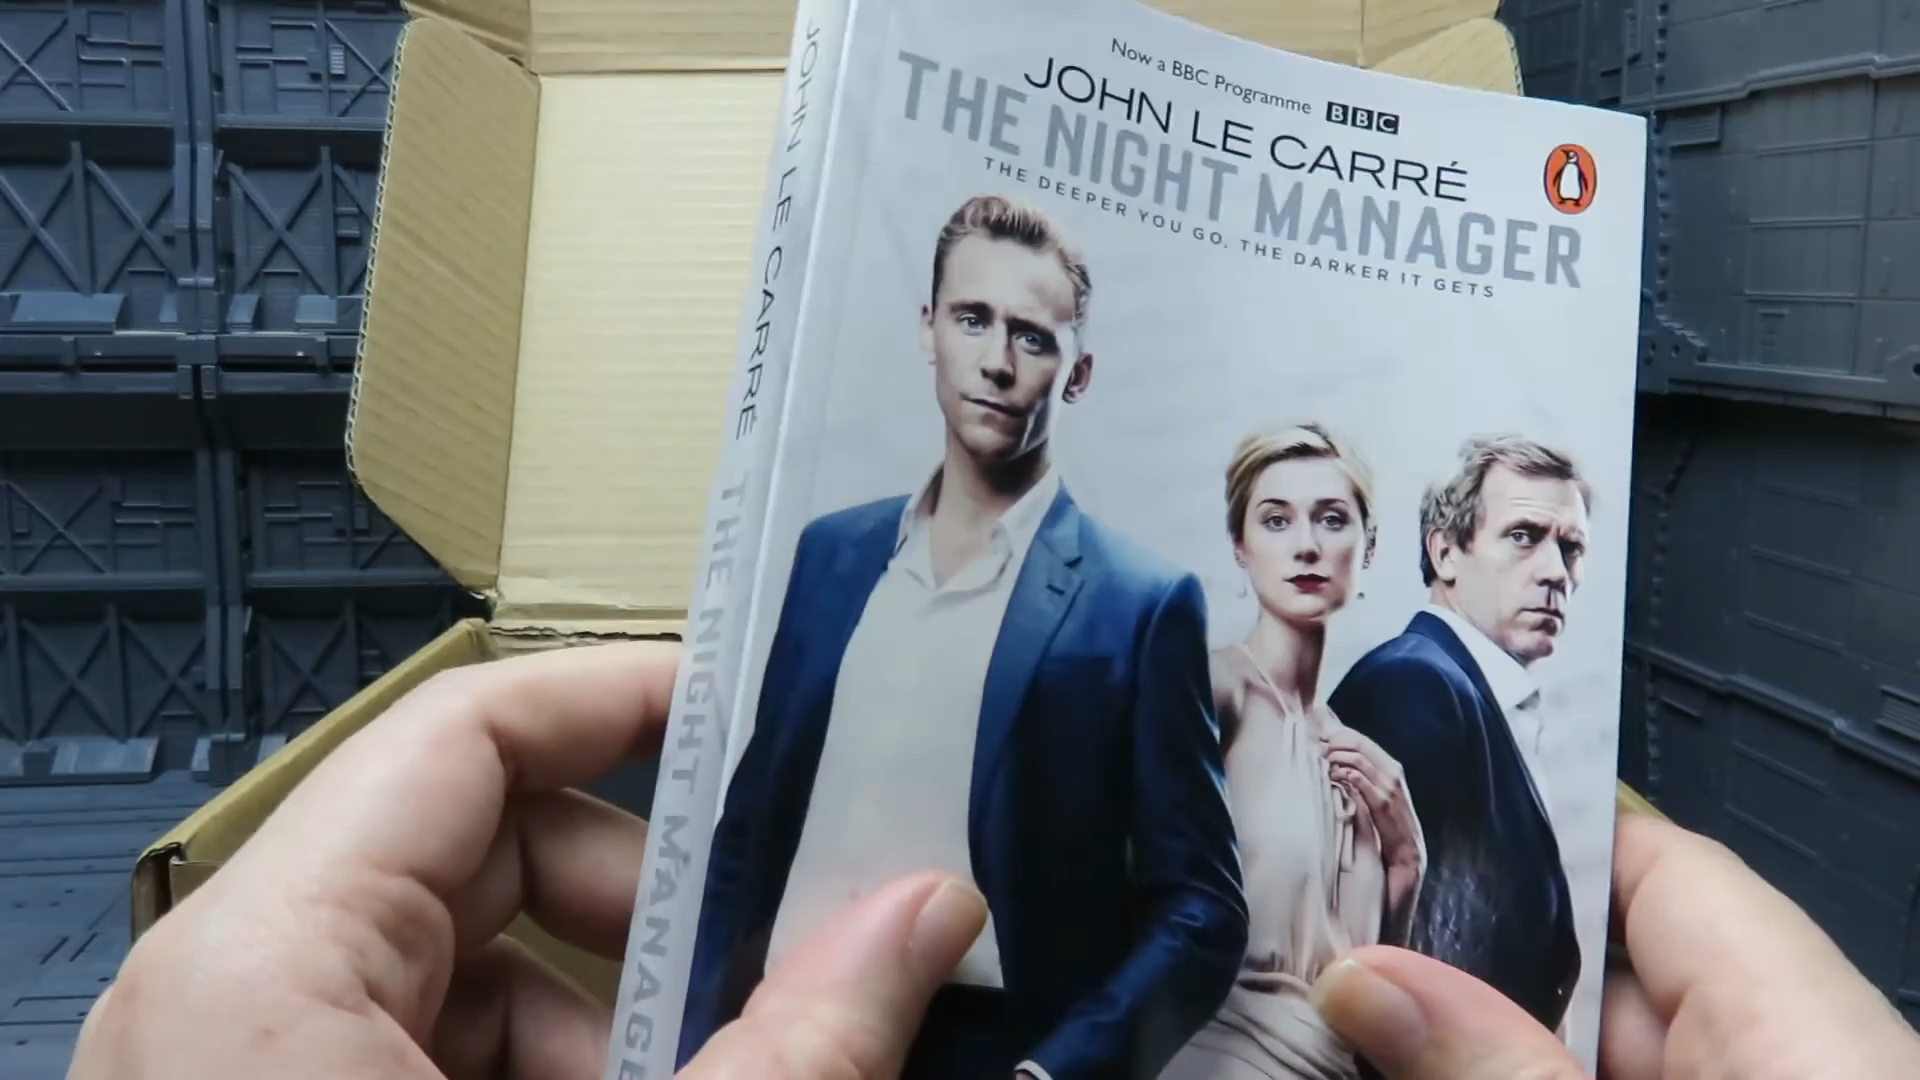 Now a BBC Programme BBC
JOHN LE CARRÉ
THE NIGHT MANAGER
THE DEEPER YOU GO, THE DARKER IT GETS
JOHN LE CARRÉ THE NIGHT MANAGE